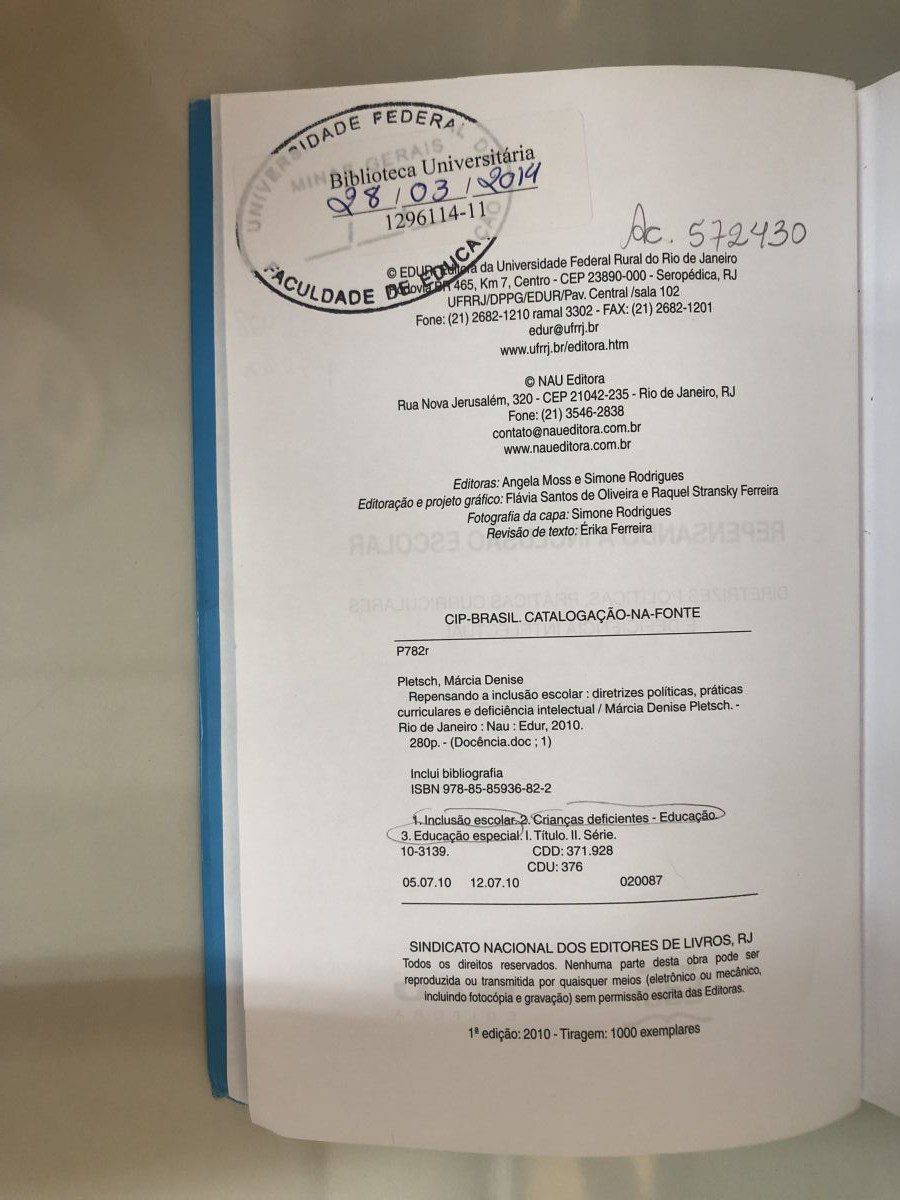 UNIVERSIDADE FEDERAL DE
MINAS GERAIS
Biblioteca Universitária
28/03/2014
1296114-11
FACULDADE DE EDUCAÇÃO
Ac. 572430
© EDUR Editora da Universidade Federal Rural do Rio de Janeiro
Rodovia BR 465, Km 7, Centro - CEP 23890-000 - Seropédica, RJ
UFRRJ/DPPG/EDUR/Pav. Central /sala 102
Fone: (21) 2682-1210 ramal 3302 - FAX: (21) 2682-1201
edur@ufrrj.br
www.ufrrj.br/editora.htm
© NAU Editora
Rua Nova Jerusalém, 320 - CEP 21042-235 - Rio de Janeiro, RJ
Fone: (21) 3546-2838
contato@naueditora.com.br
www.naueditora.com.br
Editoras: Angela Moss e Simone Rodrigues
Editoração e projeto gráfico: Flávia Santos de Oliveira e Raquel Stransky Ferreira
Fotografia da capa: Simone Rodrigues
Revisão de texto: Érika Ferreira
CIP-BRASIL. CATALOGAÇÃO-NA-FONTE
P782r
Pletsch, Márcia Denise
Repensando a inclusão escolar : diretrizes políticas, práticas
curriculares e deficiência intelectual / Márcia Denise Pletsch. -
Rio de Janeiro : Nau : Edur, 2010.
280p. - (Docência.doc ; 1)
Inclui bibliografia
ISBN 978-85-85936-82-2
1. Inclusão escolar. 2. Crianças deficientes - Educação.
3. Educação especial. I. Título. II. Série.
10-3139. CDD: 371.928
CDU: 376
05.07.10 12.07.10 020087
SINDICATO NACIONAL DOS EDITORES DE LIVROS, RJ
Todos os direitos reservados. Nenhuma parte desta obra pode ser
reproduzida ou transmitida por quaisquer meios (eletrônico ou mecânico,
incluindo fotocópia e gravação) sem permissão escrita das Editoras.
1ª edição: 2010 - Tiragem: 1000 exemplares